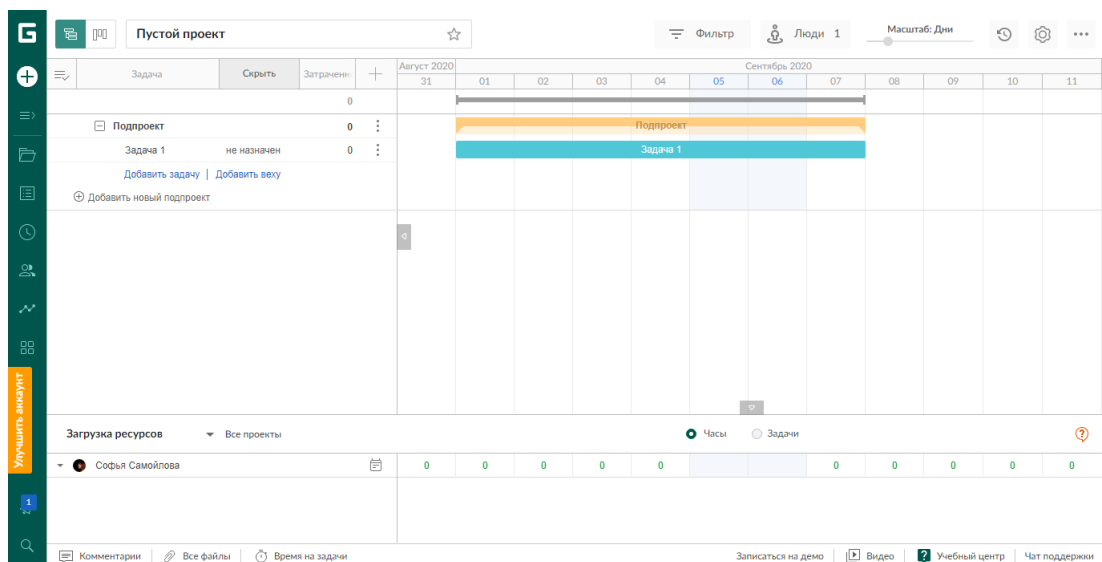 G
Пустой проект
Фильтр
Люди 1
Масштаб: Дни
Задача
Скрыть
Затраченн
Август 2020
Сентябрь 2020
31 01 02 03 04 05 06 07 08 09 10 11
0
Подпроект 0
Подпроект
Задача 1 не назначен 0
Задача 1
Добавить задачу | Добавить веху
Добавить новый подпроект
Улучшить аккаунт
Загрузка ресурсов
Все проекты
Часы
Задачи
?
Софья Самойлова
0 0 0 0 0 0 0 0 0 0
1
Комментарии
Все файлы
Время на задачи
Записаться на демо
Видео
? Учебный центр
Чат поддержки